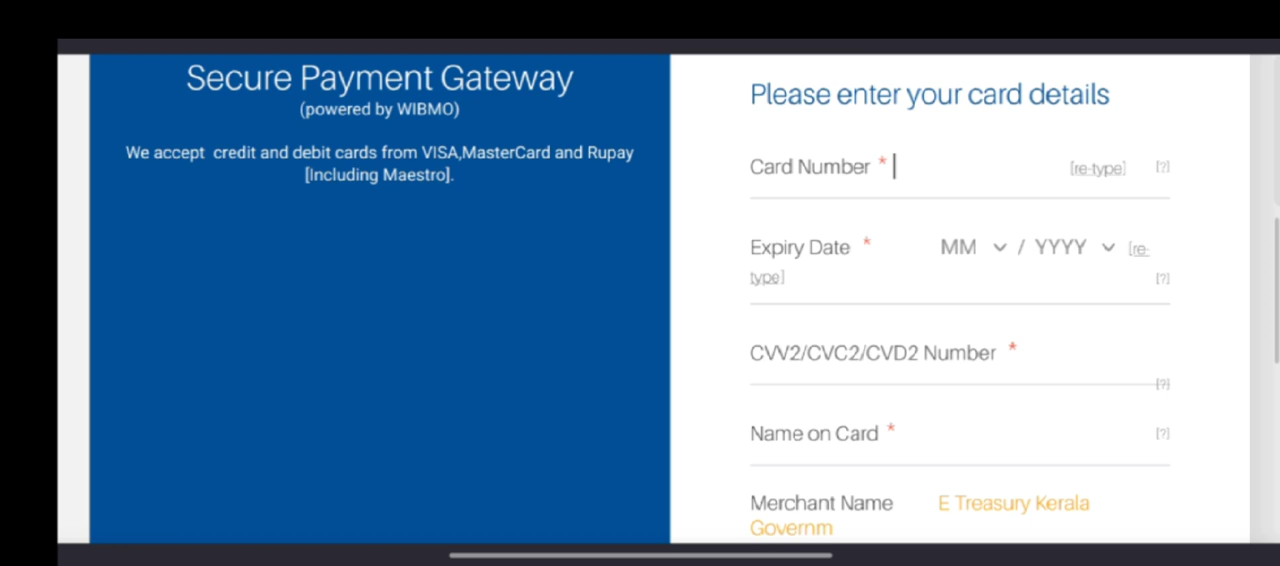 Secure Payment Gateway
(powered by WIBMO)
We accept credit and debit cards from VISA,MasterCard and Rupay
[Including Maestro].
Please enter your card details
Card Number * [re-type] [?]
Expiry Date * MM / YYYY [re-
type] [?]
CVV2/CVC2/CVD2 Number *
[?]
Name on Card * [?]
Merchant Name E Treasury Kerala
Governm